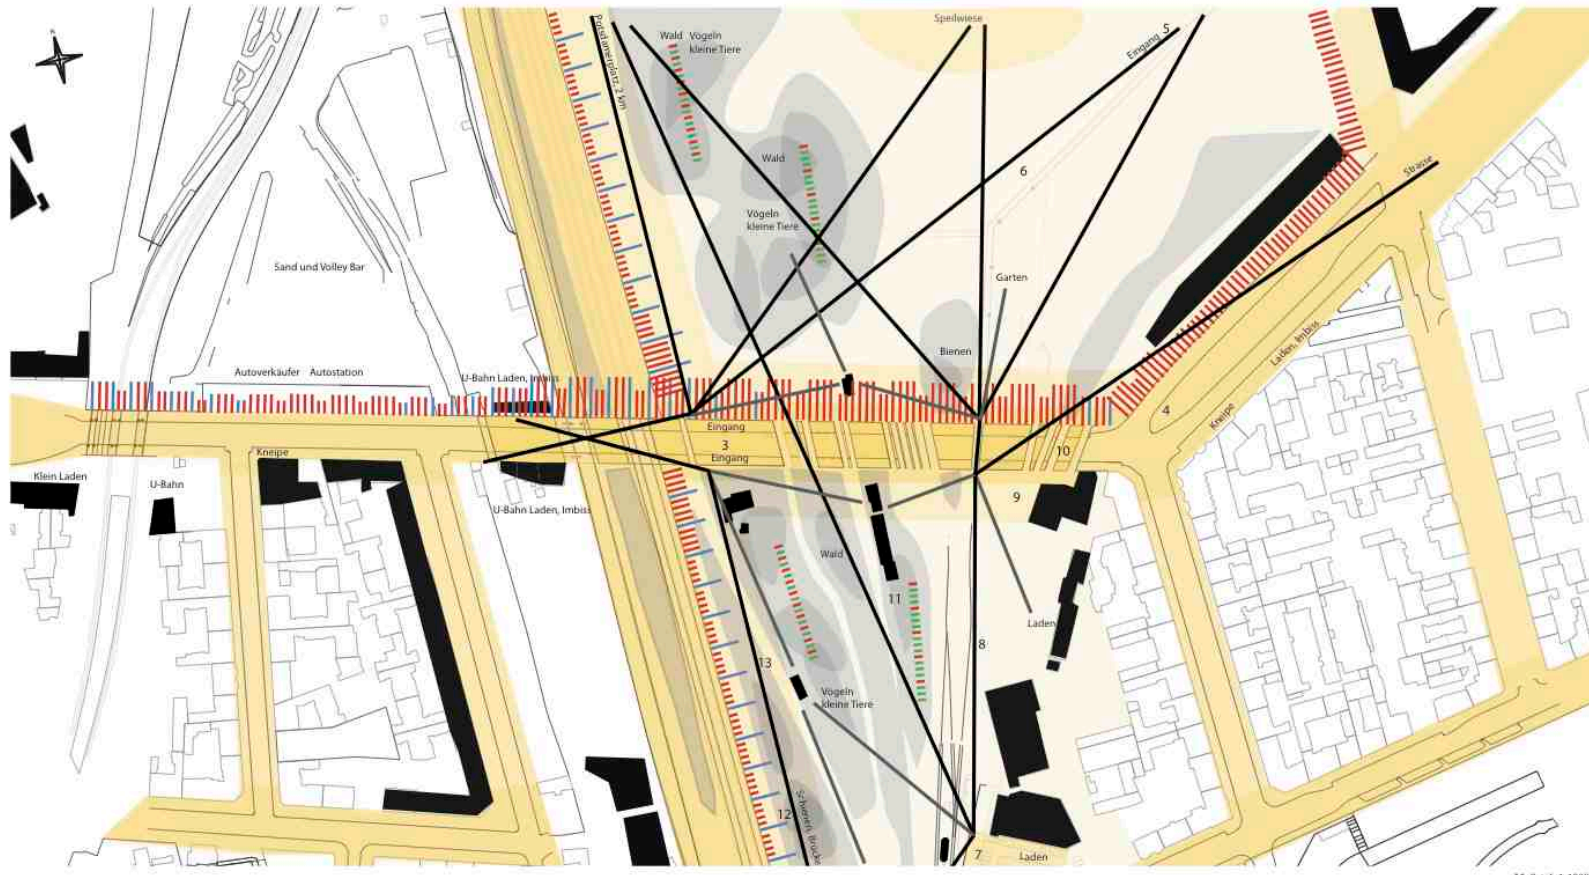 Potsdamerplatz, 2 km
Wald Vögeln
kleine Tiere
Speilwiese
Eingang 5
Wald
6
Strasse
Vögeln
kleine Tiere
Sand und Volley Bar
Garten
Laden, Imbiss
Bienen
Autoverkäufer Autostation
U-Bahn Laden, Imbiss
4
Kneipe
Eingang
3
Eingang
10
Kneipe
Klein Laden
U-Bahn
9
U-Bahn Laden, Imbiss
Wald
11
Laden
8
13
Vögeln
kleine Tiere
12
Schienen, Brücke
7
Laden